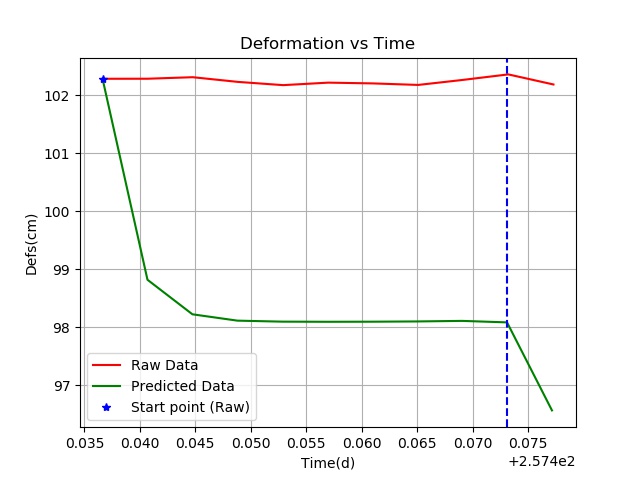 Deformation vs Time
Defs(cm)
102
101
100
99
98
97
Raw Data
Predicted Data
Start point (Raw)
0.035 0.040 0.045 0.050 0.055 0.060 0.065 0.070 0.075
Time(d)
+2.574e2